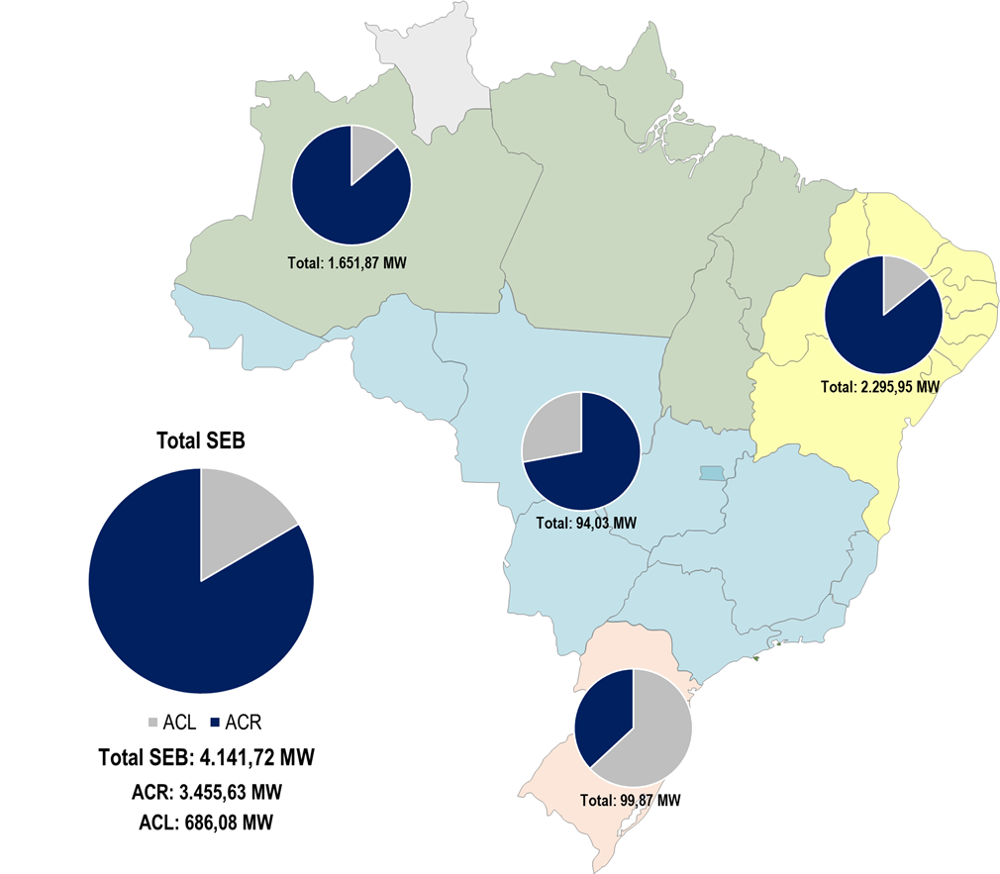 Total: 1.651,87 MW
Total: 2.295,95 MW
Total SEB
Total: 94,03 MW
ACL ACR
Total SEB: 4.141,72 MW
ACR: 3.455,63 MW
Total: 99,87 MW
ACL: 686,08 MW